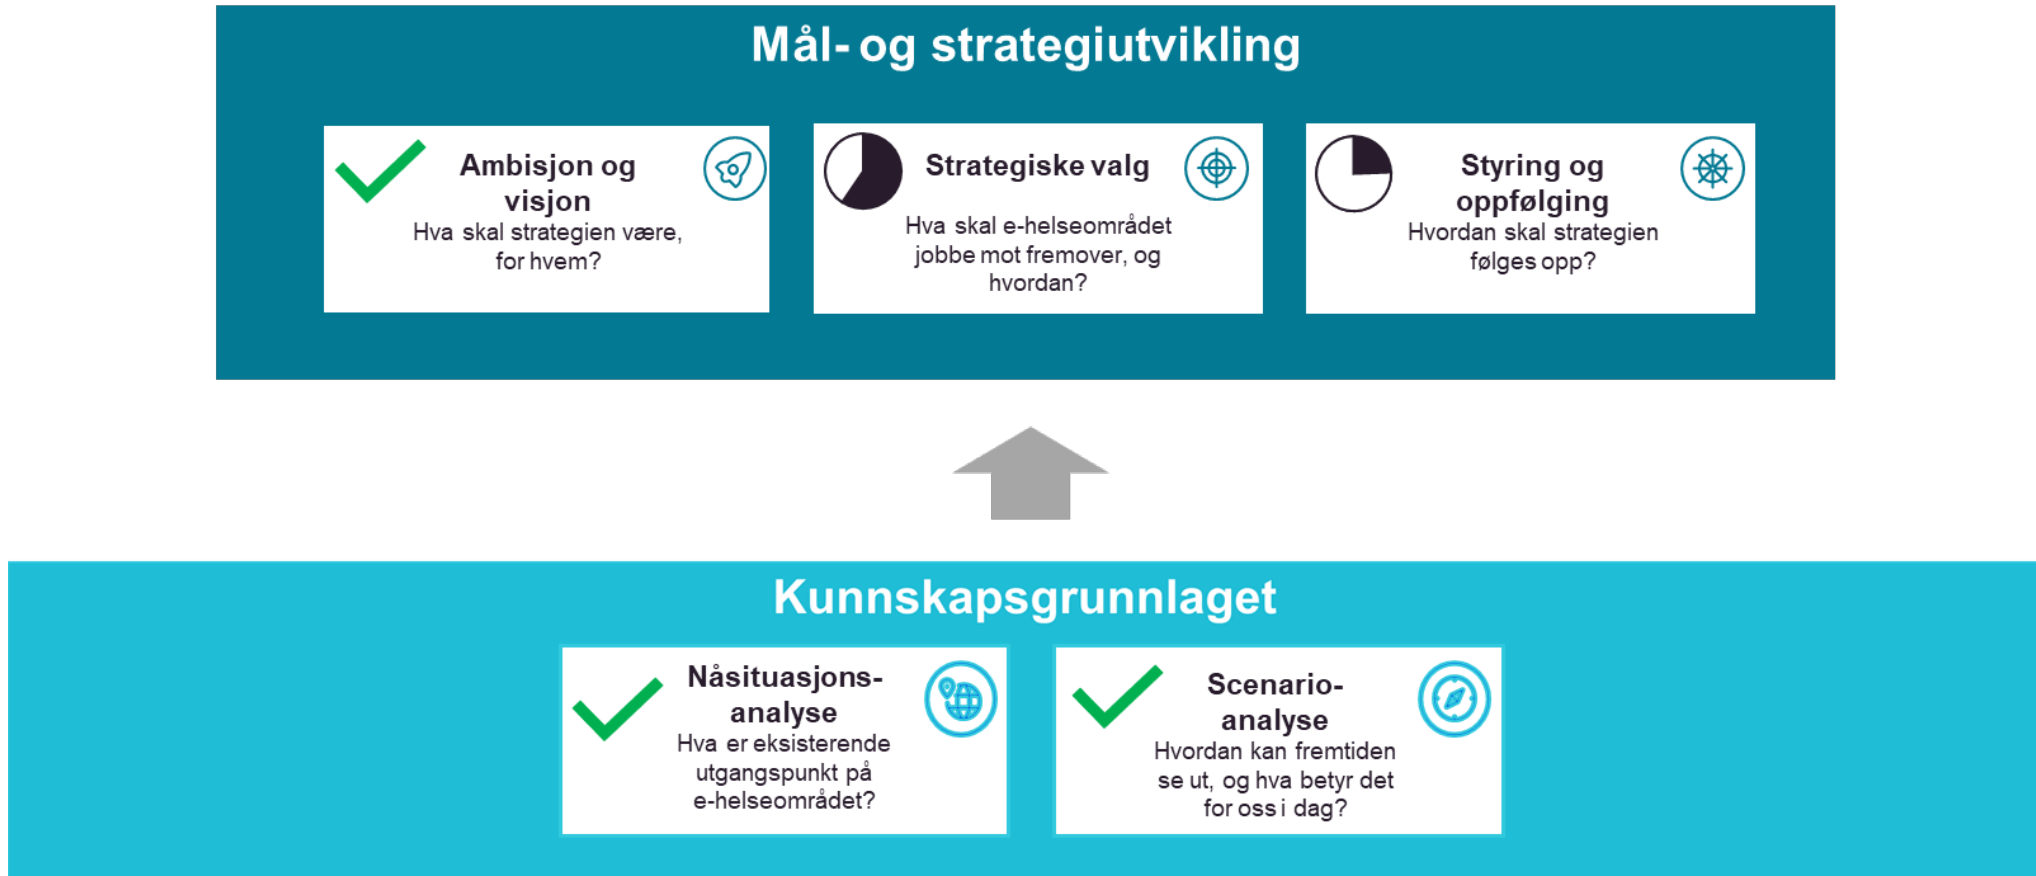 Mål- og strategiutvikling
Ambisjon og
visjon
Hva skal strategien være,
for hvem?
Strategiske valg
Hva skal e-helseområdet
jobbe mot fremover, og
hvordan?
Styring og
oppfølging
Hvordan skal strategien
følges opp?
Kunnskapsgrunnlaget
Nåsituasjons-
analyse
Hva er eksisterende
utgangspunkt på
e-helseområdet?
Scenario-
analyse
Hvordan kan fremtiden
se ut, og hva betyr det
for oss i dag?